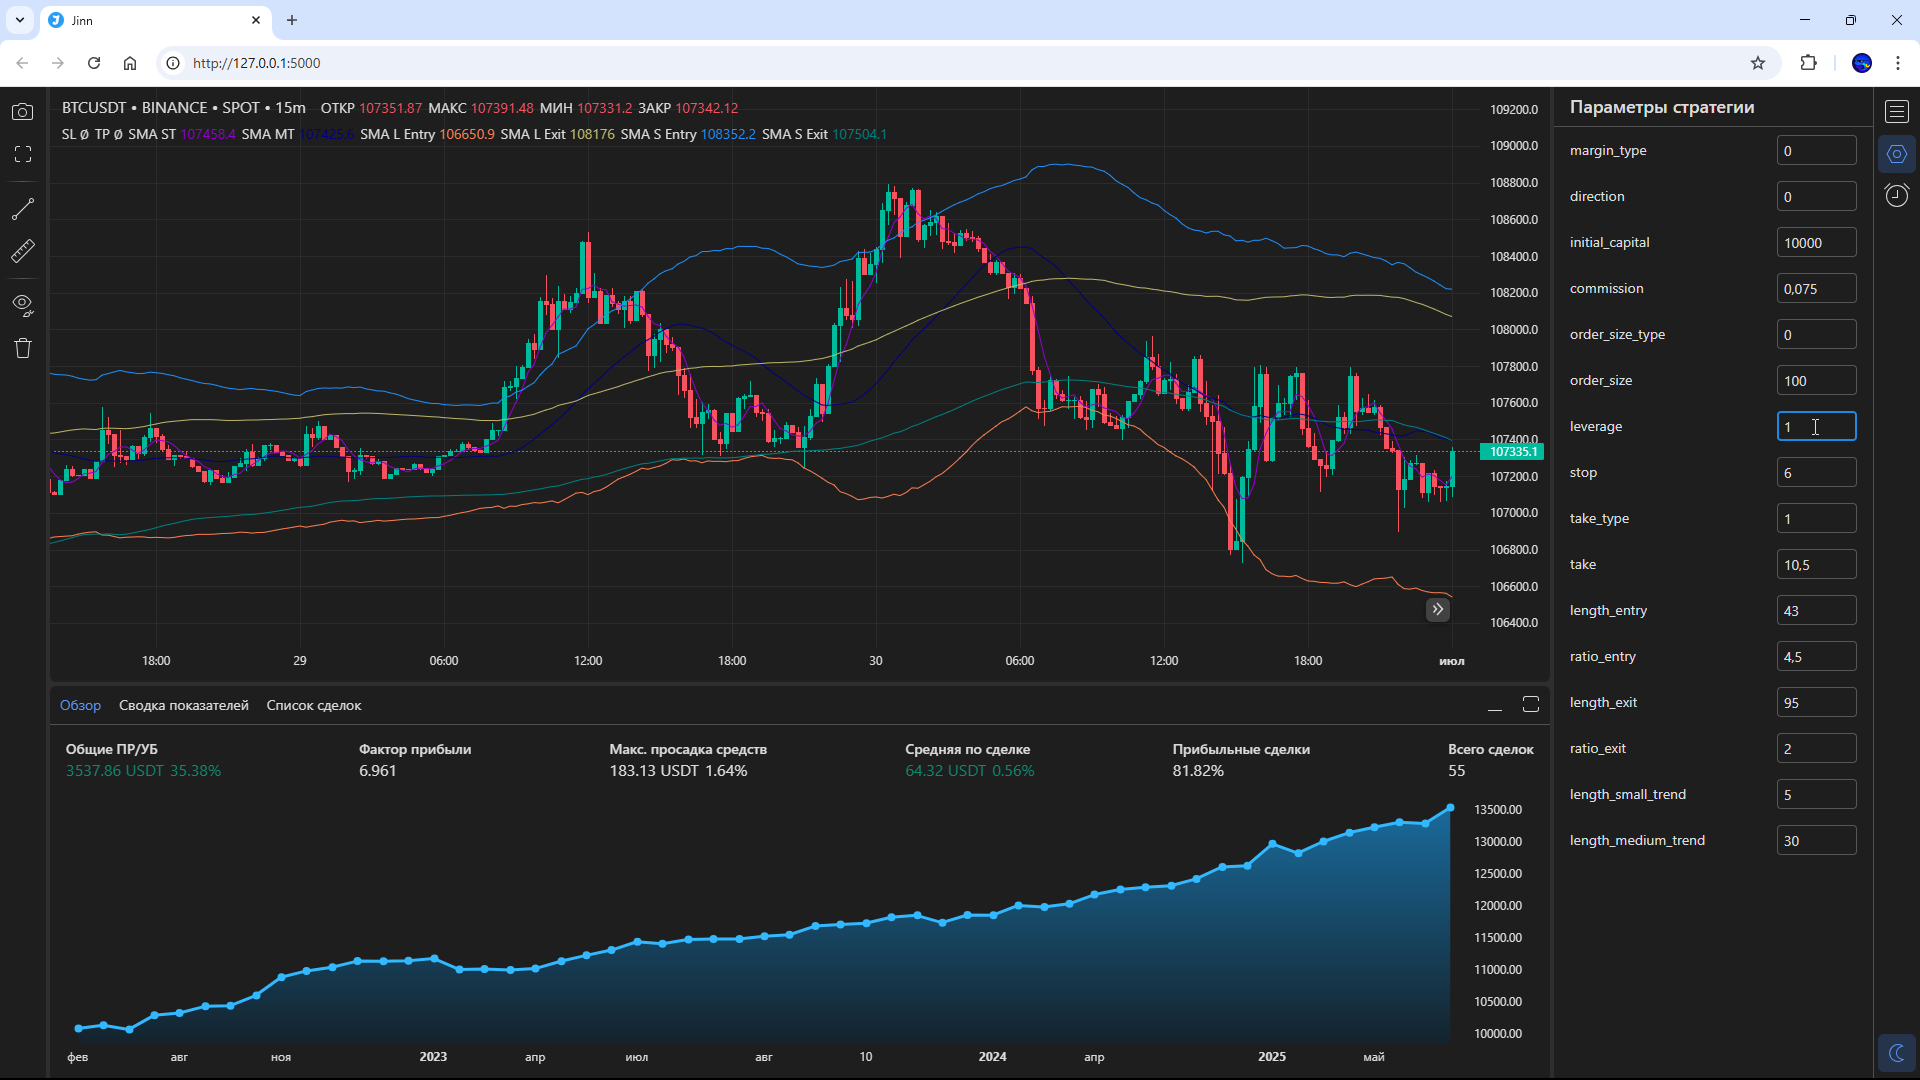 Jinn
http://127.0.0.1:5000
BTCUSDT • BINANCE • SPOT • 15m ОТКР 107351.87 МАКС 107391.48 МИН 107331.2 ЗАКР 107342.12
SL Ø TP Ø SMA ST 107458.4 SMA MT 107425.6 SMA L Entry 106650.9 SMA L Exit 108176 SMA S Entry 108352.2 SMA S Exit 107504.1
109200.0
109000.0
108800.0
108600.0
108400.0
108200.0
108000.0
107800.0
107600.0
107400.0
107335.1
107200.0
107000.0
106800.0
106600.0
106400.0
18:00 29 06:00 12:00 18:00 30 06:00 12:00 18:00 июл
Обзор Сводка показателей Список сделок
Общие ПР/УБ Фактор прибыли Макс. просадка средств Средняя по сделке Прибыльные сделки Всего сделок
3537.86 USDT 35.38% 6.961 183.13 USDT 1.64% 64.32 USDT 0.56% 81.82% 55
13500.00
13000.00
12500.00
12000.00
11500.00
11000.00
10500.00
10000.00
фев авг ноя 2023 апр июл авг 10 2024 апр 2025 май
Параметры стратегии
margin_type 0
direction 0
initial_capital 10000
commission 0,075
order_size_type 0
order_size 100
leverage 1
stop 6
take_type 1
take 10,5
length_entry 43
ratio_entry 4,5
length_exit 95
ratio_exit 2
length_small_trend 5
length_medium_trend 30